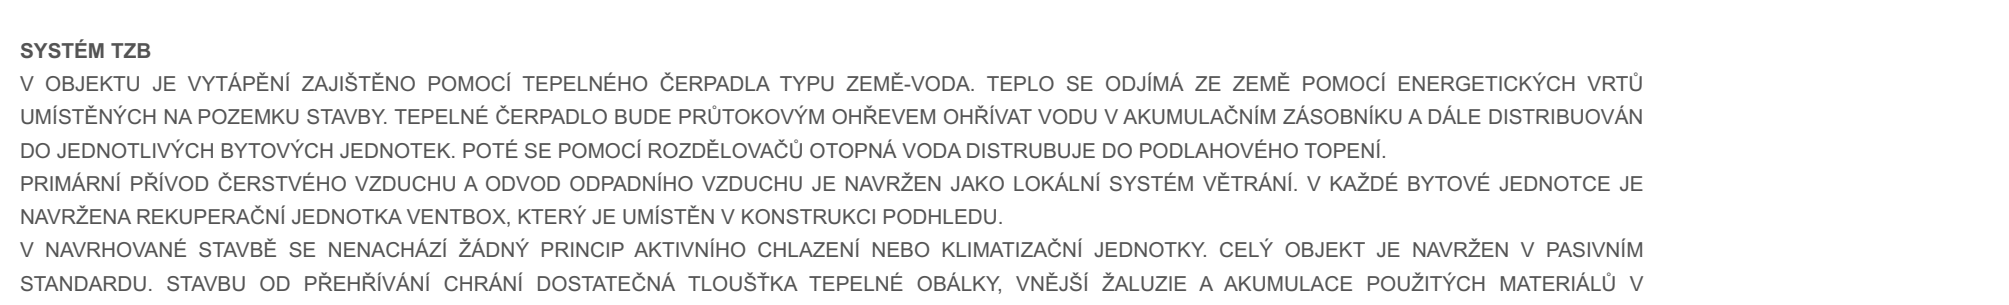 SYSTÉM TZB
V OBJEKTU JE VYTÁPĚNÍ ZAJIŠTĚNO POMOCÍ TEPELNÉHO ČERPADLA TYPU ZEMĚ-VODA. TEPLO SE ODJÍMÁ ZE ZEMĚ POMOCÍ ENERGETICKÝCH VRTŮ
UMÍSTĚNÝCH NA POZEMKU STAVBY. TEPELNÉ ČERPADLO BUDE PRŮTOKOVÝM OHŘEVEM OHŘÍVAT VODU V AKUMULAČNÍM ZÁSOBNÍKU A DÁLE DISTRIBUOVÁN
DO JEDNOTLIVÝCH BYTOVÝCH JEDNOTEK. POTÉ SE POMOCÍ ROZDĚLOVAČŮ OTOPNÁ VODA DISTRUBUJE DO PODLAHOVÉHO TOPENÍ.
PRIMÁRNÍ PŘÍVOD ČERSTVÉHO VZDUCHU A ODVOD ODPADNÍHO VZDUCHU JE NAVRŽEN JAKO LOKÁLNÍ SYSTÉM VĚTRÁNÍ. V KAŽDÉ BYTOVÉ JEDNOTCE JE
NAVRŽENA REKUPERAČNÍ JEDNOTKA VENTBOX, KTERÝ JE UMÍSTĚN V KONSTRUKCI PODHLEDU.
V NAVRHOVANÉ STAVBĚ SE NENACHÁZÍ ŽÁDNÝ PRINCIP AKTIVNÍHO CHLAZENÍ NEBO KLIMATIZAČNÍ JEDNOTKY. CELÝ OBJEKT JE NAVRŽEN V PASIVNÍM
STANDARDU. STAVBU OD PŘEHŘÍVÁNÍ CHRÁNÍ DOSTATEČNÁ TLOUŠŤKA TEPELNÉ OBÁLKY, VNĚJŠÍ ŽALUZIE A AKUMULACE POUŽITÝCH MATERIÁLŮ V